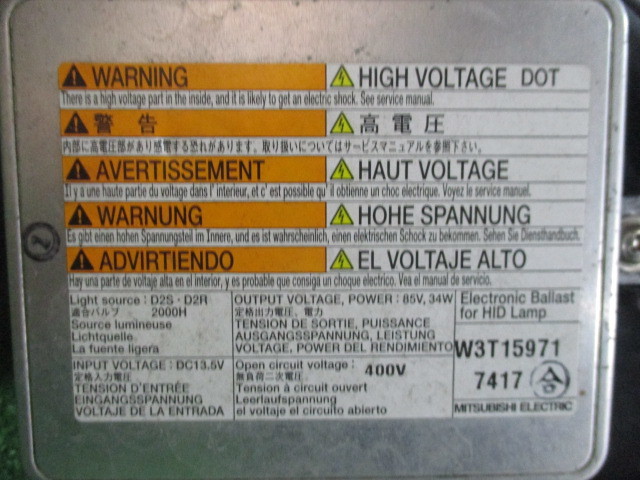 WARNING HIGH VOLTAGE DOT
There is a high voltage part in the inside, and it is likely to get an electric shock. See service manual.
警告 高電圧
内部に高電圧部があり感電する恐れがあります。取り扱いについてはサービスマニュアルを参照下さい。
AVERTISSEMENT HAUT VOLTAGE
Il y a une haute partie du voltage dans l' interieur, et c' est possible qu' il obtienne un choc electrique. Voyez le service manuel.
WARNUNG HOHE SPANNUNG
Es gibt einen hohen Spannungsteil im Innere, und es ist wahrscheinlich, einen elektrischen Schock zu bekommen. Sehen Sie Diensthandbuch.
ADVIRTIENDO EL VOLTAJE ALTO
Hay una parte de voltaje alta en el interior, y es probable que consiga un choque electrico. Vea el manual de servicio.
Light source : D2S · D2R
適合バルブ 2000H
Source lumineuse
Lichtquelle
La fuente ligera
OUTPUT VOLTAGE, POWER : 85V, 34W
定格出力電圧、電力
TENSION DE SORTIE, PUISSANCE
AUSGANGSSPANNUNG, LEISTUNG
VOLTAGE, POWER DEL RENDIMIENTO
Electronic Ballast
for HID Lamp
W3T15971
7417 合
MITSUBISHI ELECTRIC
INPUT VOLTAGE : DC13.5V
定格入力電圧
TENSION D'ENTRÉE
EINGANGSSPANNUNG
VOLTAJE DE LA ENTRADA
Open circuit voltage : 400V
無負荷二次電圧
Tension à circuit ouvert
Leerlaufspannung
el voltaje el circuito abierto
2